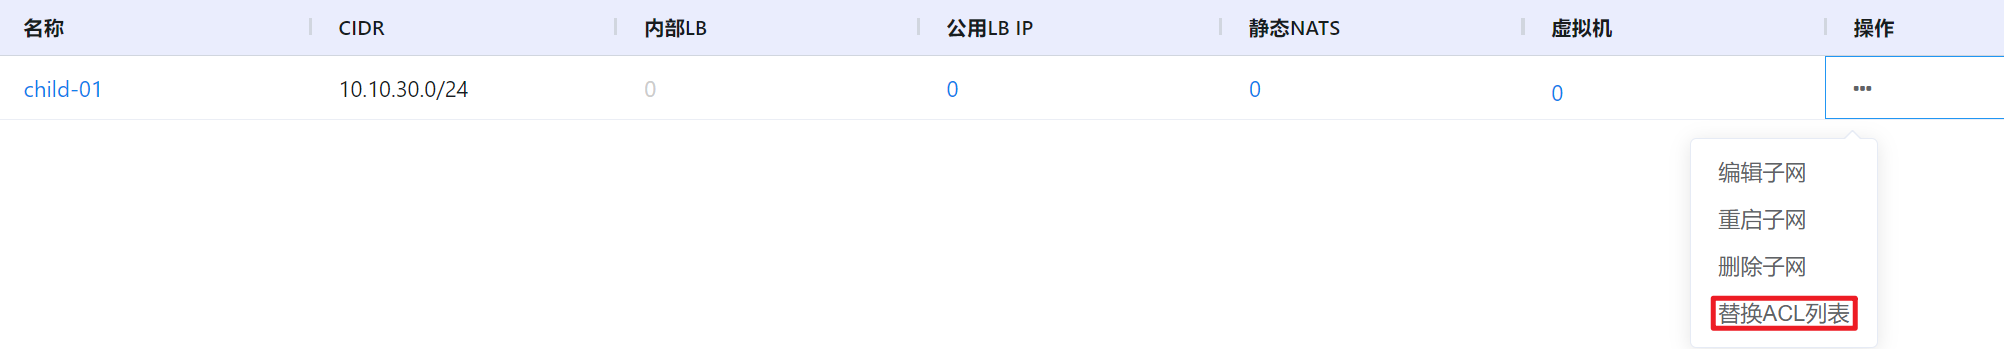 名称 CIDR 内部LB 公用LB IP 静态NATS 虚拟机 操作
child-01 10.10.30.0/24 0 0 0 0 •••
编辑子网
重启子网
删除子网
替换ACL列表